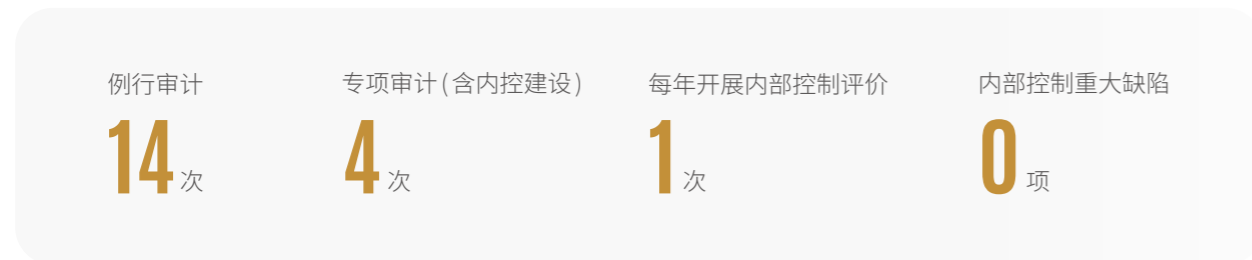 例行审计
14 次
专项审计(含内控建设)
4 次
每年开展内部控制评价
1 次
内部控制重大缺陷
0 项